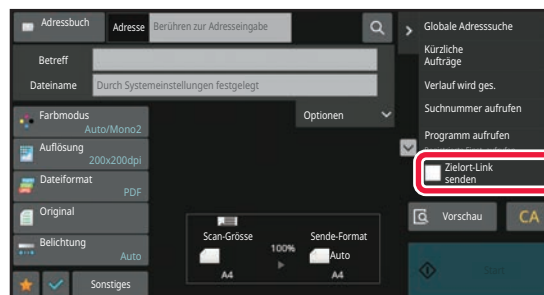 Adressbuch
Adresse
Berühren zur Adresseingabe
Betreff
Dateiname
Durch Systemeinstellungen festgelegt
Farbmodus
Auto/Mono2
Auflösung
200x200dpi
Dateiformat
PDF
Original
Belichtung
Auto
Sonstiges
Optionen
Scan-Grösse
100%
Sende-Format
A4
Auto
A4
Globale Adresssuche
Kürzliche
Aufträge
Verlauf wird ges.
Suchnummer aufrufen
Programm aufrufen
Zielort-Link
senden
Vorschau
CA
Start